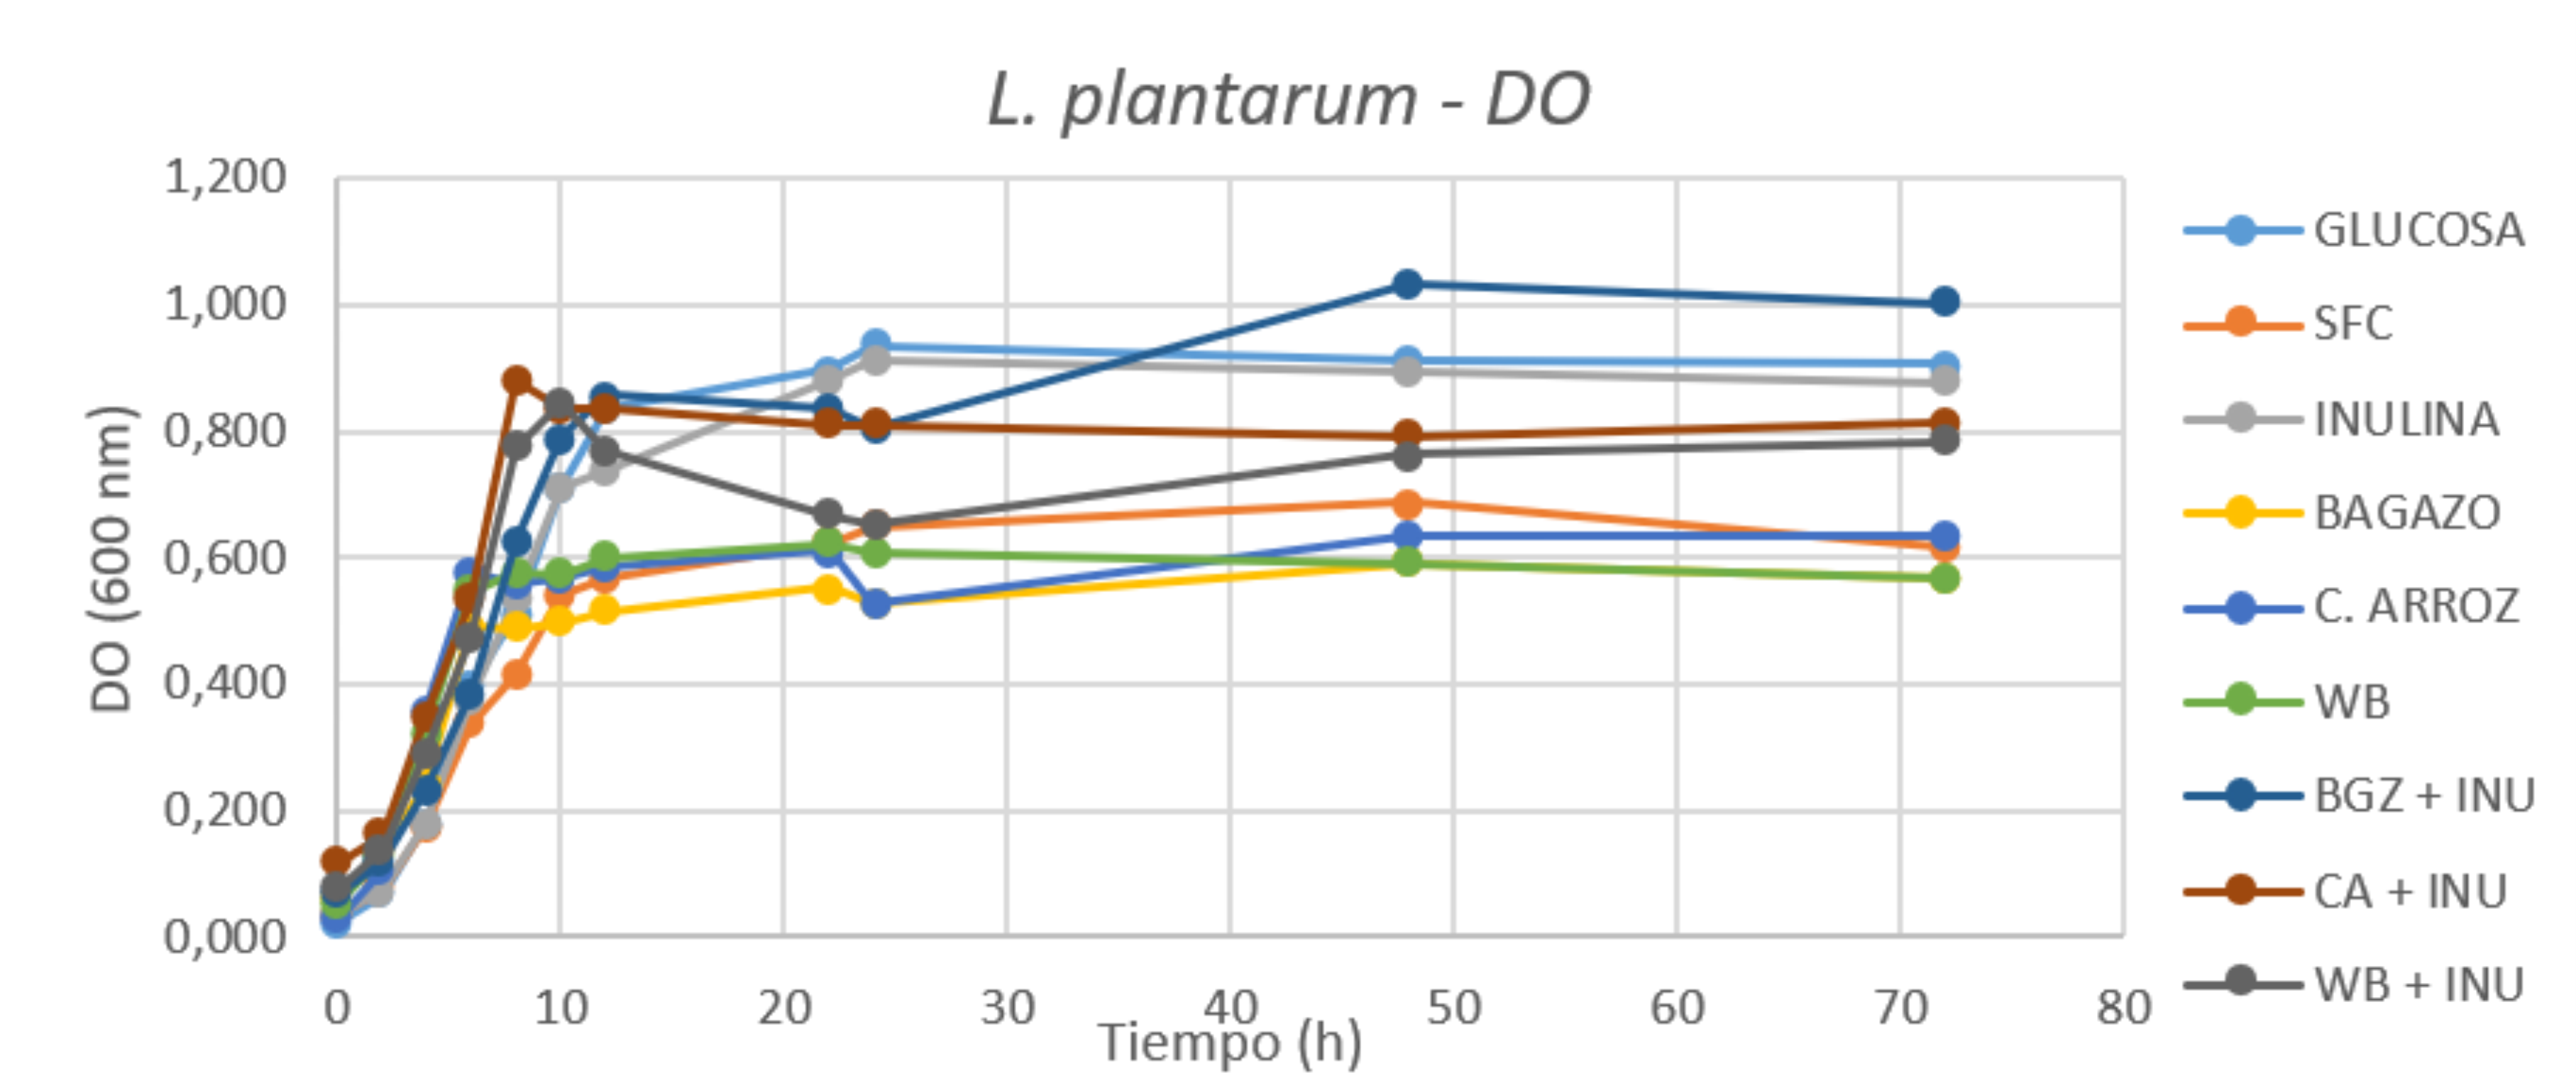 L. plantarum - DO
1,200
1,000
0,800
0,600
0,400
0,200
0,000
DO (600 nm)
0 10 20 30 40 50 60 70 80
Tiempo (h)
GLUCOSA
SFC
INULINA
BAGAZO
C. ARROZ
WB
BGZ + INU
CA + INU
WB + INU